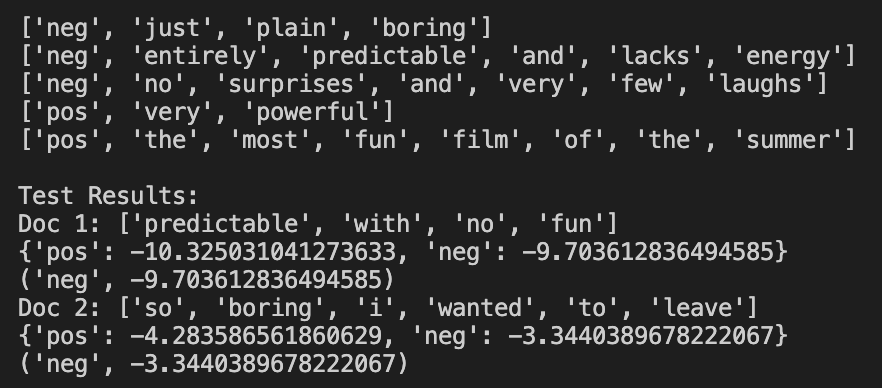 ['neg', 'just', 'plain', 'boring']
['neg', 'entirely', 'predictable', 'and', 'lacks', 'energy']
['neg', 'no', 'surprises', 'and', 'very', 'few', 'laughs']
['pos', 'very', 'powerful']
['pos', 'the', 'most', 'fun', 'film', 'of', 'the', 'summer']
Test Results:
Doc 1: ['predictable', 'with', 'no', 'fun']
{'pos': -10.325031041273633, 'neg': -9.703612836494585}
('neg', -9.703612836494585)
Doc 2: ['so', 'boring', 'i', 'wanted', 'to', 'leave']
{'pos': -4.283586561860629, 'neg': -3.3440389678222067}
('neg', -3.3440389678222067)